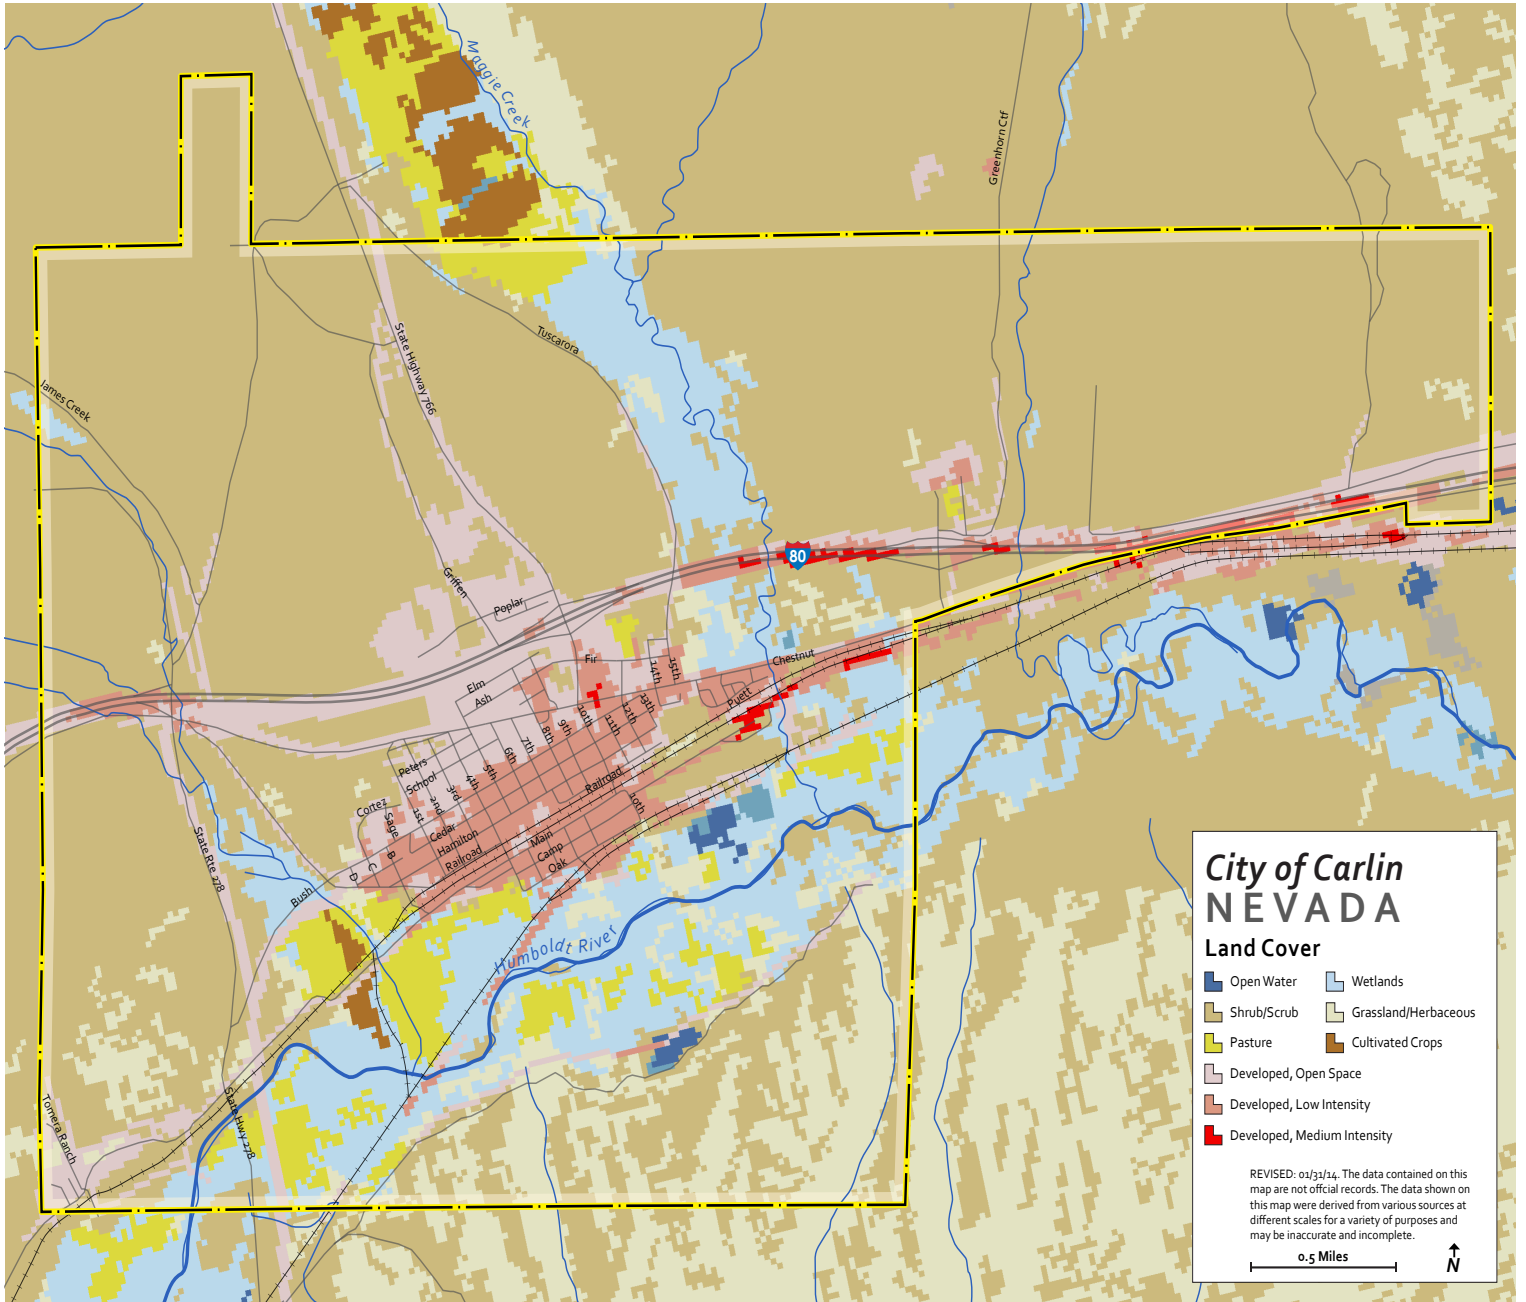 Maggie Creek
Greenhorn Ctf
State Highway 766
Tuscarora
James Creek
80
Griffen
Poplar
Fir
Chestnut
14th
15th
Elm
Ash
Puett
13th
12th
11th
10th
9th
8th
7th
6th
5th
4th
3rd
2nd
1st
Peters
School
Cortez
Sage
Railroad
10th
Cedar
Hamilton
Railroad
Main
Camp
Oak
B
C
D
State Rte 278
Bush
Humboldt River
State Hwy 278
Tomera Ranch
City of Carlin
NEVADA
Land Cover
Open Water
Wetlands
Shrub/Scrub
Grassland/Herbaceous
Pasture
Cultivated Crops
Developed, Open Space
Developed, Low Intensity
Developed, Medium Intensity
REVISED: 01/31/14. The data contained on this
map are not offcial records. The data shown on
this map were derived from various sources at
different scales for a variety of purposes and
may be inaccurate and incomplete.
0.5 Miles
N